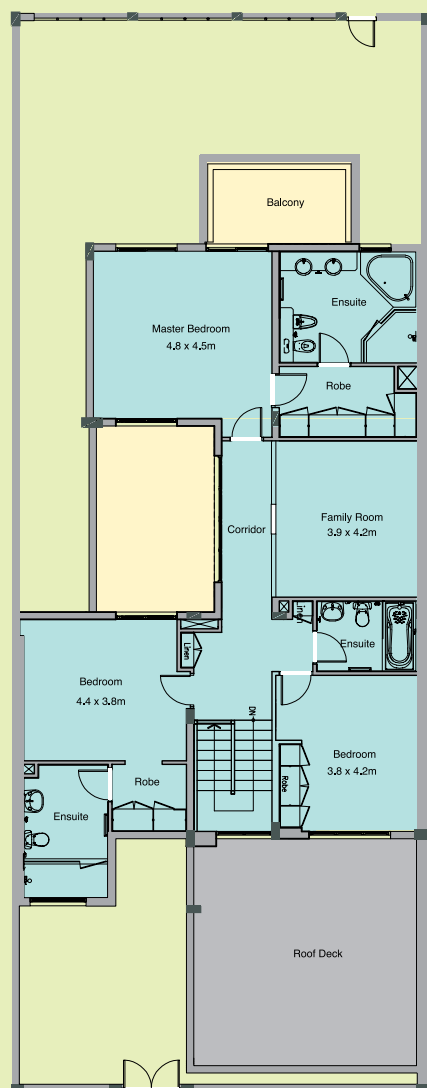 Balcony
Ensuite
Master Bedroom
4.8 x 4.5m
Robe
Corridor
Family Room
3.9 x 4.2m
Linen
Ensuite
Linen
Bedroom
4.4 x 3.8m
DN
Bedroom
3.8 x 4.2m
Robe
Robe
Ensuite
Roof Deck